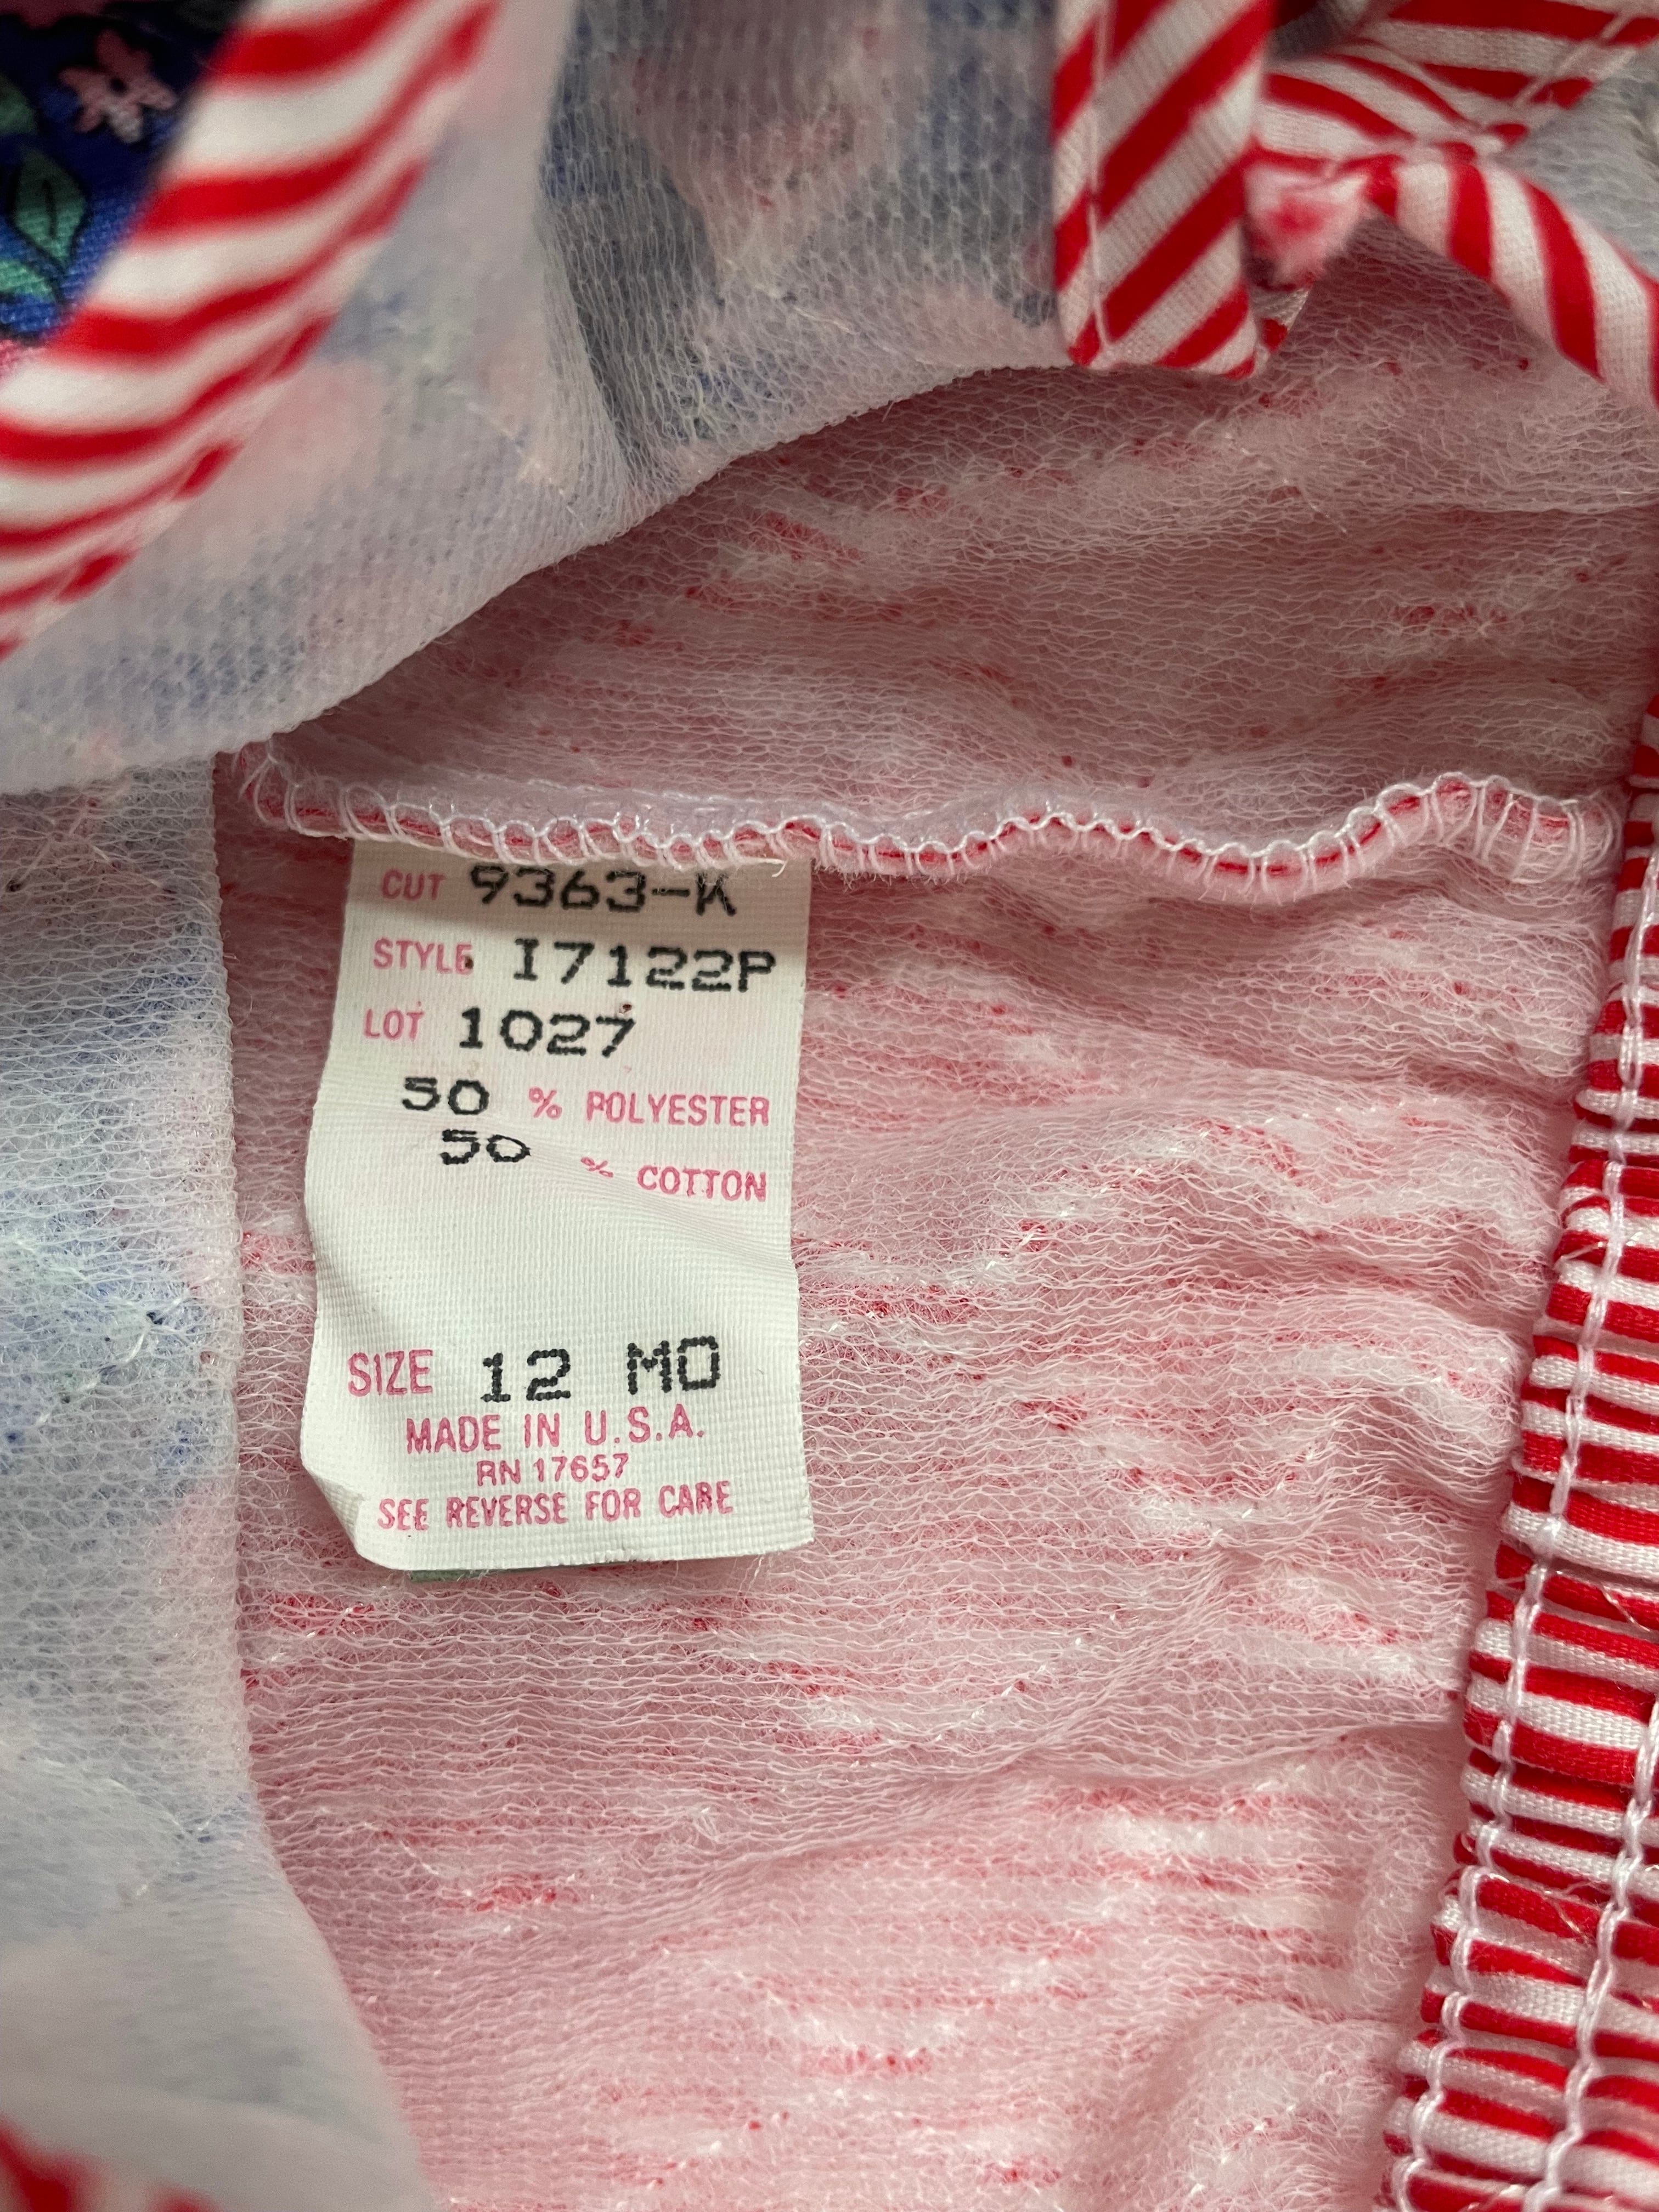 CUT 9363-K
STYLE I7122P
LOT 1027
50 % POLYESTER
50 % COTTON
SIZE 12 MO
MADE IN U.S.A.
RN 17657
SEE REVERSE FOR CARE